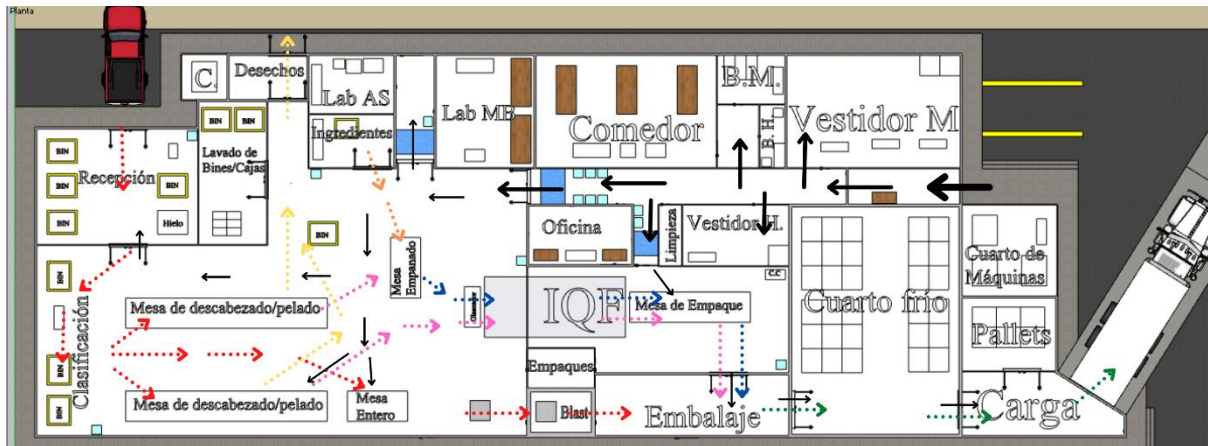 Planta
C.
Desechos
Lab AS
Ingredientes
Lab MB
Comedor
B.M.
B.H.
Vestidor M
BIN
BIN
Lavado de
Bines/Cajas
BIN
Recepción
BIN
BIN
BIN
Hielo
BIN
Oficina
Limpieza
Vestidor H.
Cuarto frío
Cuarto de
Máquinas
Pallets
Carga
C.C
BIN
Clasificación
BIN
BIN
Mesa de descabezado/pelado
Mesa de descabezado/pelado
Mesa
Empanado
IQF
Mesa de Empaque
Mesa
Entero
Empaques
Blast
Embalaje